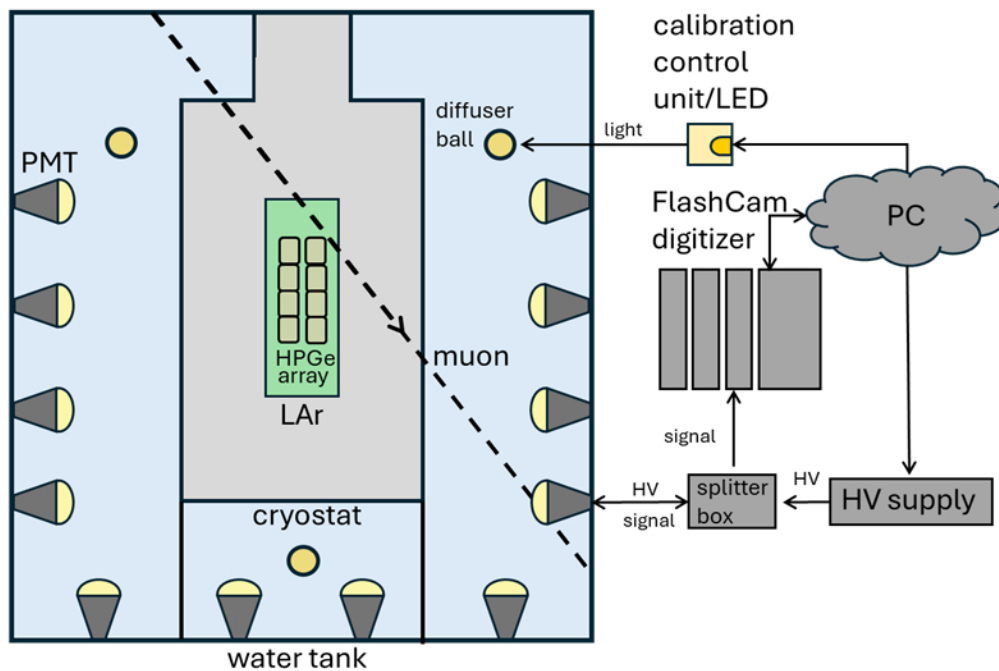 calibration
control
unit/LED
diffuser
ball
light
PMT
FlashCam
digitizer
PC
HPGe
array
muon
LAr
signal
HV
signal
splitter
box
HV
HV supply
cryostat
water tank